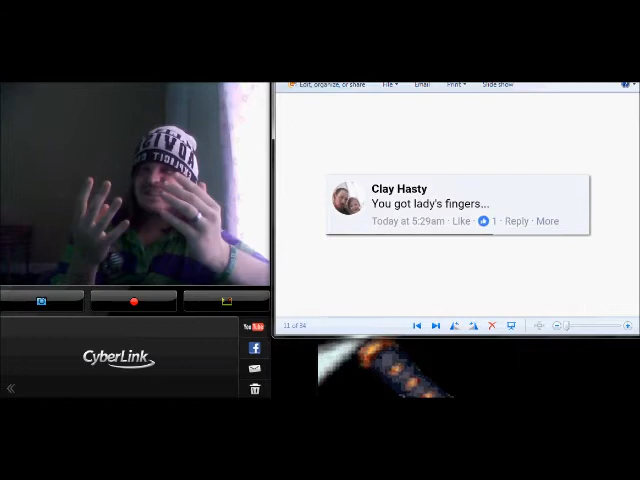 Edit, organize, or share File Email Print Slide show
Clay Hasty
You got lady's fingers...
Today at 5:29am · Like · 1 · Reply · More
11 of 34
You Tube
CyberLink